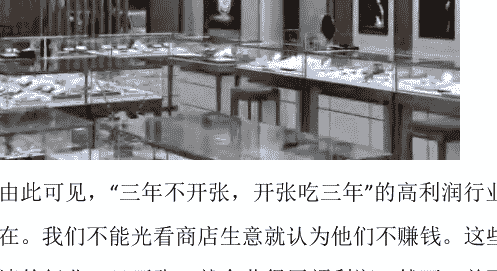 由此可见，“三年不开张，开张吃三年”的高利润行业
在。我们不能光看商店生意就认为他们不赚钱。这些